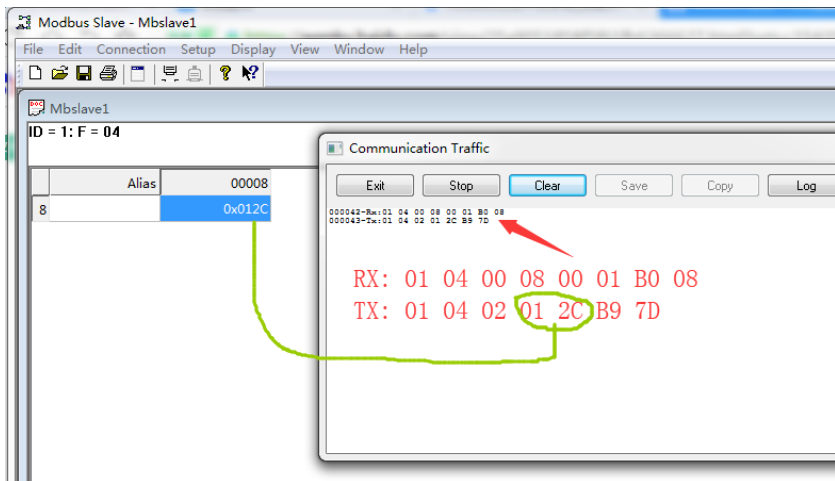 Modbus Slave - Mbslave1
File Edit Connection Setup Display View Window Help
Mbslave1
ID = 1: F = 04
Alias 00008
8 0x012C
Communication Traffic
Exit Stop Clear Save Copy Log
000042-Rx:01 04 00 08 00 01 B0 08
000043-Tx:01 04 02 01 2C B9 7D
RX: 01 04 00 08 00 01 B0 08
TX: 01 04 02 01 2C B9 7D